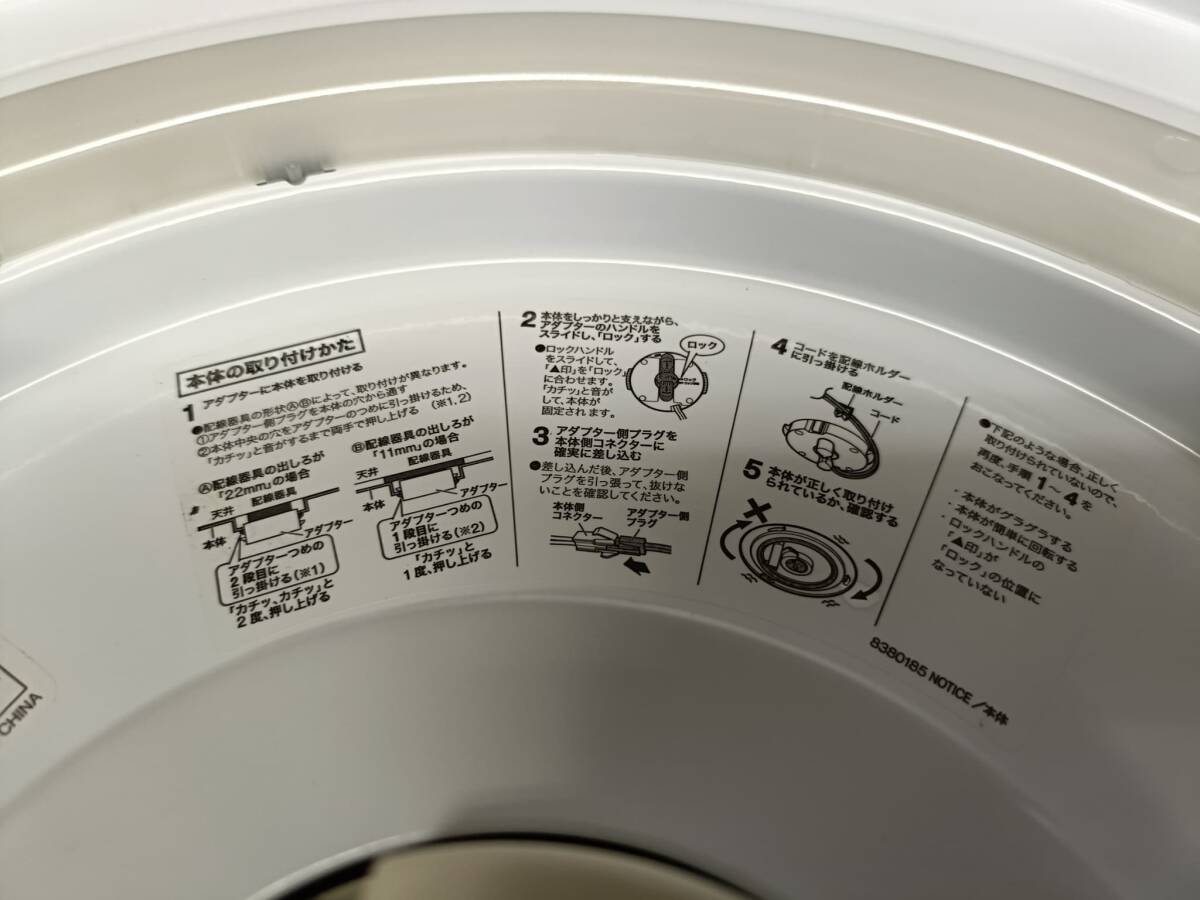 本体の取り付けかた
1 アダプターに本体を取り付ける
●配線器具の形状ⒶⒷによって、取り付けが異なります。
①アダプター側プラグを本体の穴から通す
②本体中央の穴をアダプターのつめに引っ掛けるため、
「カチッ」と音がするまで両手で押し上げる (※1,2)
Ⓐ配線器具の出しろが
「22mm」の場合
天井
配線器具
本体
アダプター
アダプターつめの
2段目に
引っ掛ける(※1)
「カチッ、カチッ」と
2度、押し上げる
Ⓑ配線器具の出しろが
「11mm」の場合
天井
配線器具
本体
アダプター
アダプターつめの
1段目に
引っ掛ける(※2)
「カチッ」と
1度、押し上げる
2 本体をしっかりと支えながら、
アダプターのハンドルを
スライドし、「ロック」する
●ロックハンドル
をスライドして、
「▲印」を「ロック」
に合わせます。
「カチッ」と音が
して、本体が
固定されます。
ロック
3 アダプター側プラグを
本体側コネクターに
確実に差し込む
●差し込んだ後、アダプター側
プラグを引っ張って、抜けな
いことを確認してください。
本体側
コネクター
アダプター側
プラグ
4 コードを配線ホルダー
に引っ掛ける
配線ホルダー
コード
5 本体が正しく取り付け
られているか、確認する
●下記のような場合、正しく
取り付けられていないので、
再度、手順 1～4 を
おこなってください。
・本体がグラグラする
・本体が簡単に回転する
・ロックハンドルの
「▲印」が
「ロック」の位置に
なっていない
8380185 NOTICE／本体
CHINA